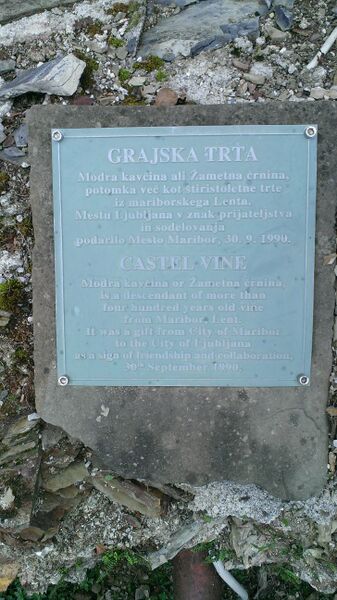 GRAJSKA TRTA
Modra kavčina ali Žametna črnina,
potomka več kot štiristoletne trte
iz mariborskega Lenta.
Mestu Ljubljana v znak prijateljstva
in sodelovanja
podarilo Mesto Maribor, 30. 9. 1990.
CASTEL VINE
Modra kavčina or Žametna črnina,
is a descendant of more than
four hundred years old vine
from Maribor, Lent.
It was a gift from City of Maribor
to the City of Ljubljana
as a sign of friendship and collaboration,
30th September 1990.